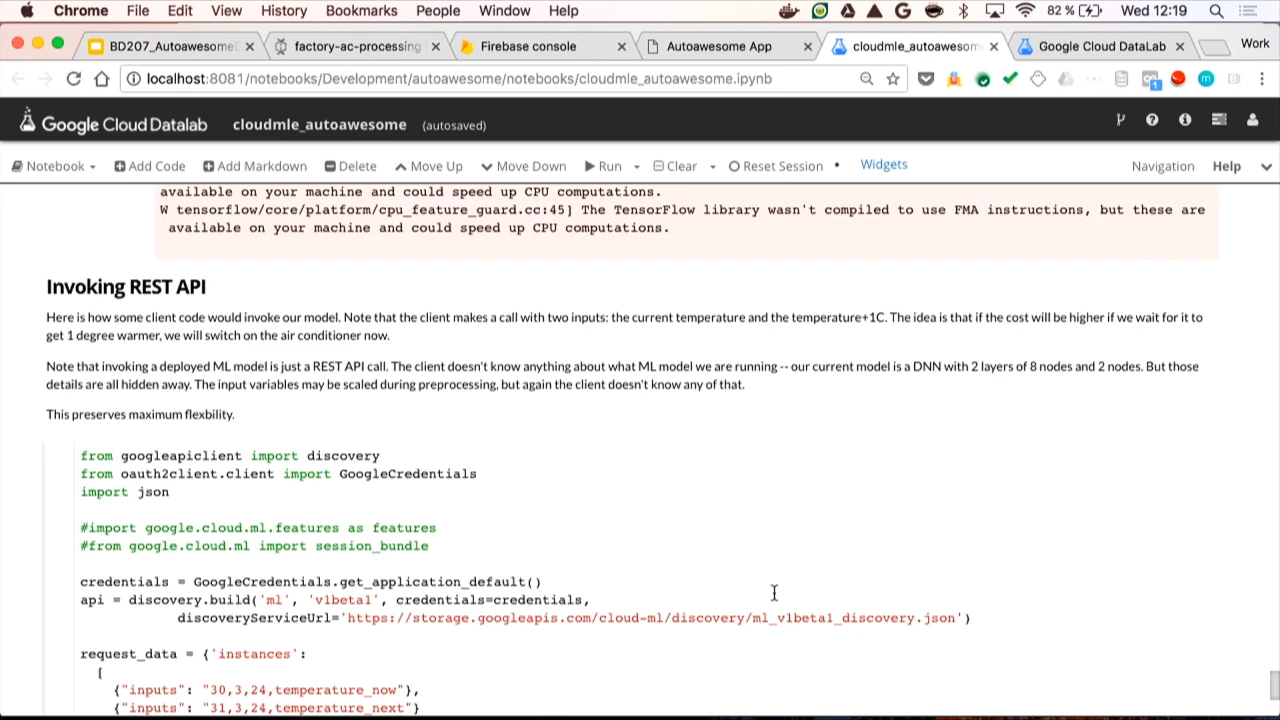 Chrome File Edit View History Bookmarks People Window Help 82 % Wed 12:19
BD207_Autoawesome factory-ac-processing Firebase console Autoawesome App cloudmle_autoawesom Google Cloud DataLab Work
localhost:8081/notebooks/Development/autoawesome/notebooks/cloudmle_autoawesome.ipynb
Google Cloud Datalab cloudmle_autoawesome (autosaved)
Notebook Add Code Add Markdown Delete Move Up Move Down Run Clear Reset Session Widgets Navigation Help
available on your machine and could speed up CPU computations.
W tensorflow/core/platform/cpu_feature_guard.cc:45] The TensorFlow library wasn't compiled to use FMA instructions, but these are
available on your machine and could speed up CPU computations.
Invoking REST API
Here is how some client code would invoke our model. Note that the client makes a call with two inputs: the current temperature and the temperature+1C. The idea is that if the cost will be higher if we wait for it to
get 1 degree warmer, we will switch on the air conditioner now.
Note that invoking a deployed ML model is just a REST API call. The client doesn't know anything about what ML model we are running -- our current model is a DNN with 2 layers of 8 nodes and 2 nodes. But those
details are all hidden away. The input variables may be scaled during preprocessing, but again the client doesn't know any of that.
This preserves maximum flexbility.
from googleapiclient import discovery
from oauth2client.client import GoogleCredentials
import json
#import google.cloud.ml.features as features
#from google.cloud.ml import session_bundle
credentials = GoogleCredentials.get_application_default()
api = discovery.build('ml', 'v1beta1', credentials=credentials,
discoveryServiceUrl='https://storage.googleapis.com/cloud-ml/discovery/ml_v1beta1_discovery.json')
request_data = {'instances':
[
{"inputs": "30,3,24,temperature_now"},
{"inputs": "31,3,24,temperature_next"}